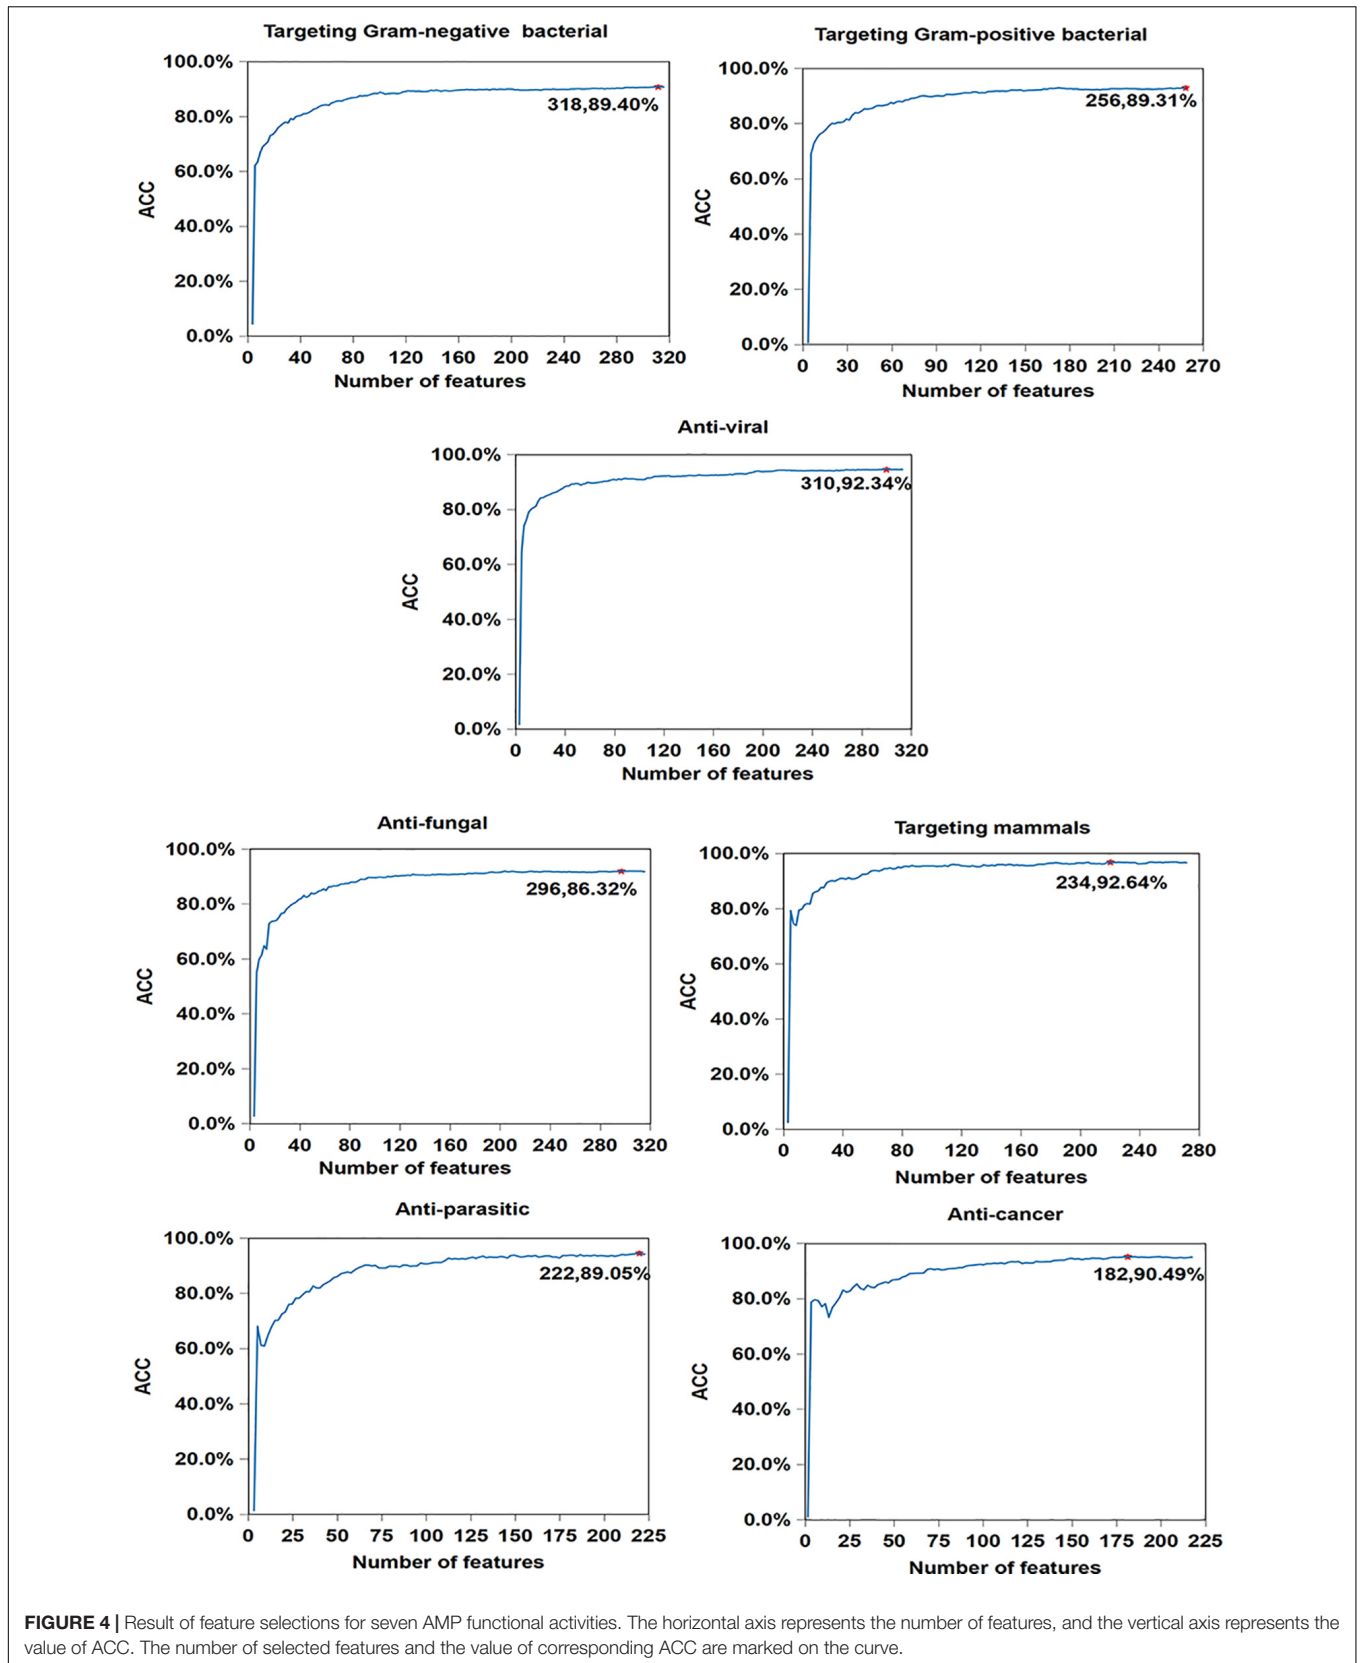 Targeting Gram-negative bacterial
100.0%
80.0%
60.0%
40.0%
20.0%
0.0%
ACC
318,89.40%
0 40 80 120 160 200 240 280 320
Number of features
Targeting Gram-positive bacterial
100.0%
80.0%
60.0%
40.0%
20.0%
0.0%
ACC
256,89.31%
0 30 60 90 120 150 180 210 240 270
Number of features
Anti-viral
100.0%
80.0%
60.0%
40.0%
20.0%
0.0%
ACC
310,92.34%
0 40 80 120 160 200 240 280 320
Number of features
Anti-fungal
100.0%
80.0%
60.0%
40.0%
20.0%
0.0%
ACC
296,86.32%
0 40 80 120 160 200 240 280 320
Number of features
Targeting mammals
100.0%
80.0%
60.0%
40.0%
20.0%
0.0%
ACC
234,92.64%
0 40 80 120 160 200 240 280
Number of features
Anti-parasitic
100.0%
80.0%
60.0%
40.0%
20.0%
0.0%
ACC
222,89.05%
0 25 50 75 100 125 150 175 200 225
Number of features
Anti-cancer
100.0%
80.0%
60.0%
40.0%
20.0%
0.0%
ACC
182,90.49%
0 25 50 75 100 125 150 175 200 225
Number of features
FIGURE 4 | Result of feature selections for seven AMP functional activities. The horizontal axis represents the number of features, and the vertical axis represents the
value of ACC. The number of selected features and the value of corresponding ACC are marked on the curve.